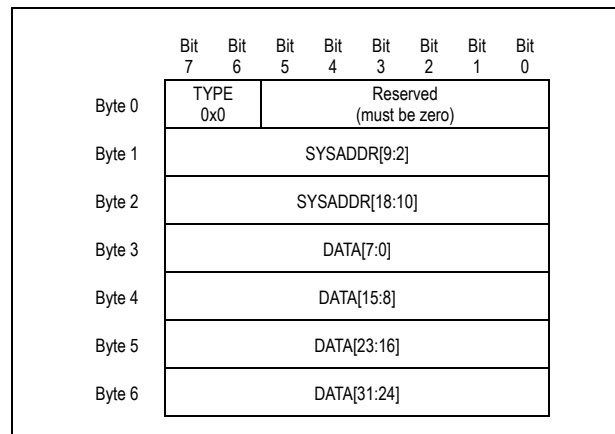 Bit Bit Bit Bit Bit Bit Bit Bit
7 6 5 4 3 2 1 0
Byte 0 TYPE Reserved
0x0 (must be zero)
Byte 1 SYSADDR[9:2]
Byte 2 SYSADDR[18:10]
Byte 3 DATA[7:0]
Byte 4 DATA[15:8]
Byte 5 DATA[23:16]
Byte 6 DATA[31:24]